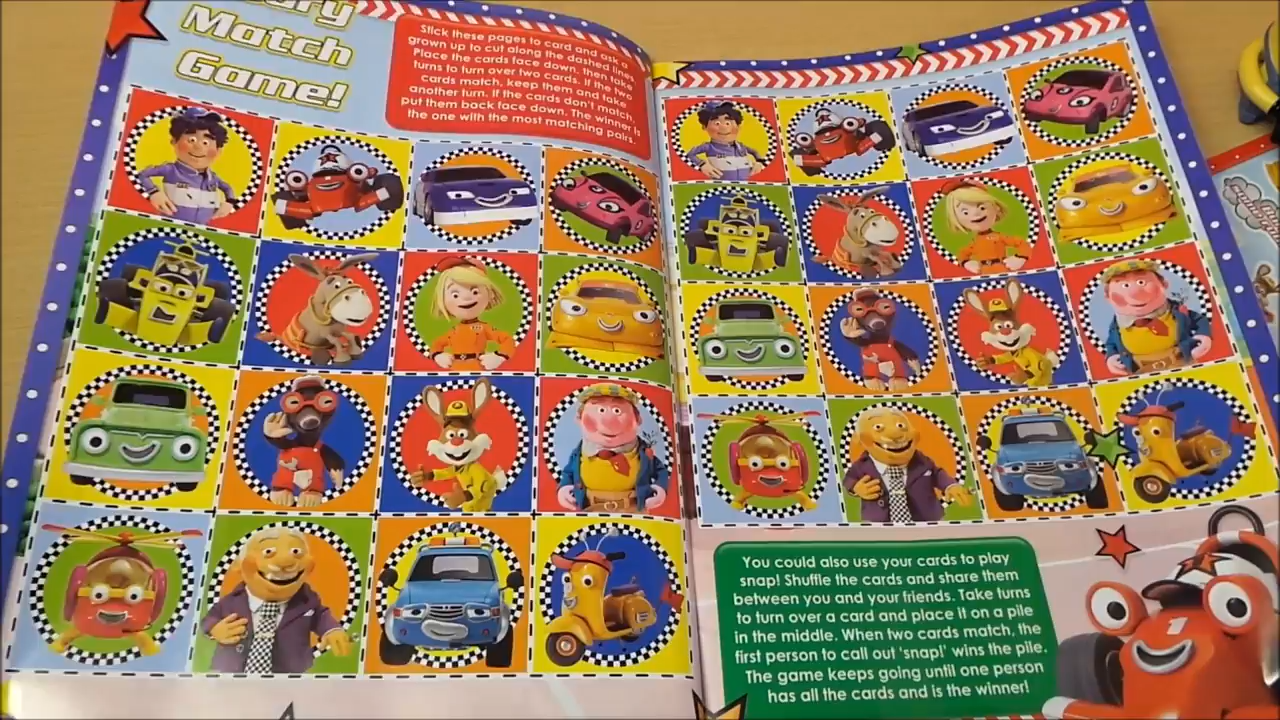 Match
Game!
Stick these pages to card and ask a
grown up to cut along the dashed lines.
Place the cards face down, then take
turns to turn over two cards. If the two
cards match, keep them and take
another turn. If the cards don't match,
put them back face down. The winner is
the one with the most matching pairs.
You could also use your cards to play
snap! Shuffle the cards and share them
between you and your friends. Take turns
to turn over a card and place it on a pile
in the middle. When two cards match, the
first person to call out 'snap!' wins the pile.
The game keeps going until one person
has all the cards and is the winner!
1